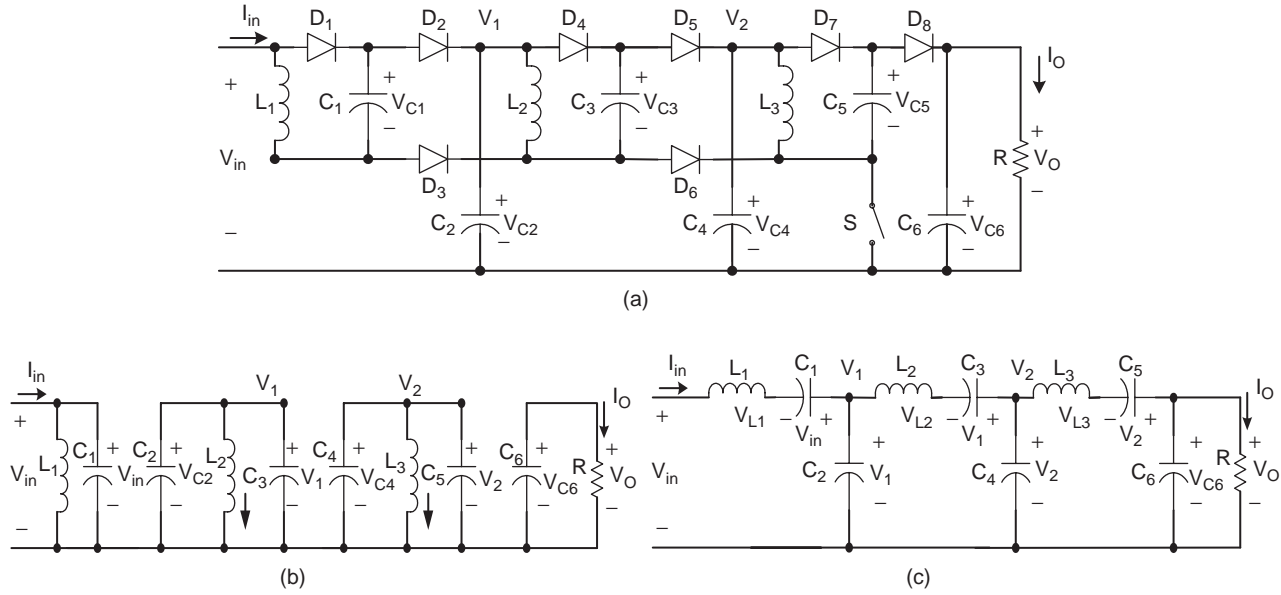 I_in D_1 D_2 V_1 D_4 D_5 V_2 D_7 D_8 I_O
+ L_1 C_1 + V_C1 − L_2 C_3 + V_C3 − L_3 C_5 + V_C5 −
V_in D_3 D_6 R + V_O −
− C_2 + V_C2 − C_4 + V_C4 − S C_6 + V_C6 −
(a)
I_in V_1 V_2 I_O
+ V_in − L_1 C_1 + V_in − C_2 + V_C2 − L_2 C_3 + V_1 − C_4 + V_C4 − L_3 C_5 + V_2 − C_6 + V_C6 − R + V_O −
(b)
I_in L_1 C_1 V_1 L_2 C_3 V_2 L_3 C_5 I_O
+ V_L1 − V_in + V_L2 − V_1 + V_L3 − V_2 +
V_in − C_2 + V_1 − C_4 + V_2 − C_6 + V_C6 − R + V_O −
(c)